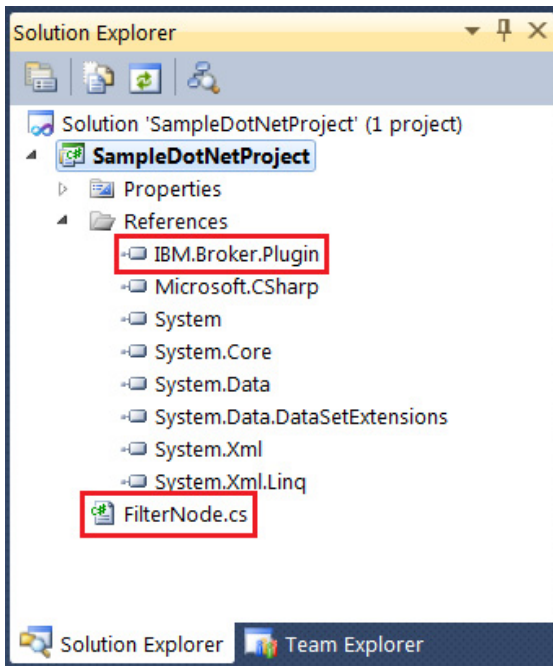 Solution Explorer
Solution 'SampleDotNetProject' (1 project)
SampleDotNetProject
Properties
References
IBM.Broker.Plugin
Microsoft.CSharp
System
System.Core
System.Data
System.Data.DataSetExtensions
System.Xml
System.Xml.Linq
FilterNode.cs
Solution Explorer Team Explorer